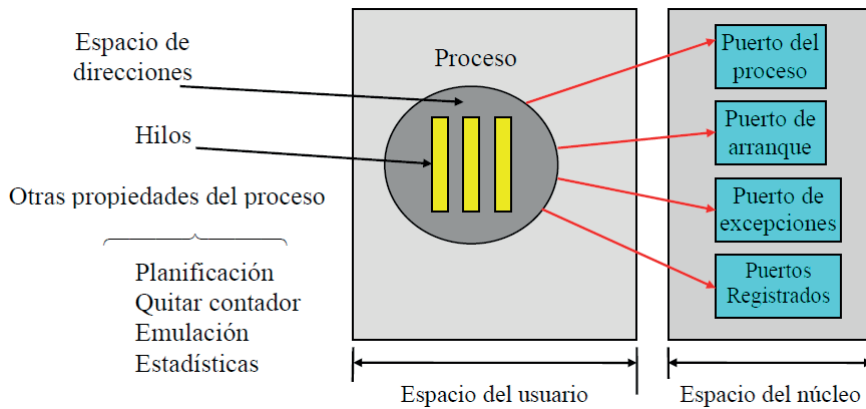 Espacio de
direcciones
Hilos
Otras propiedades del proceso
Planificación
Quitar contador
Emulación
Estadísticas
Proceso
Puerto del
proceso
Puerto de
arranque
Puerto de
excepciones
Puertos
Registrados
Espacio del usuario
Espacio del núcleo